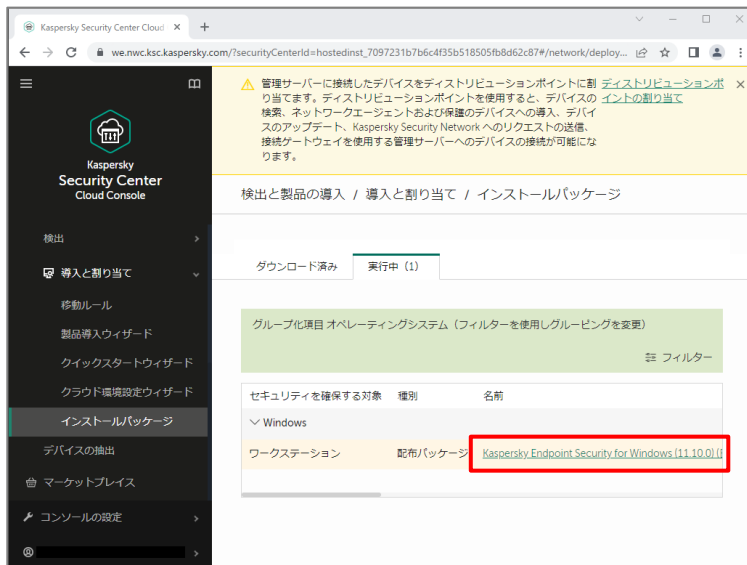 Kaspersky Security Center Cloud
we.nwc.ksc.kaspersky.com/?securityCenterId=hostedinst_7097231b7b6c4f35b518505fb8d62c87#/network/deploy...
管理サーバーに接続したデバイスをディストリビューションポイントに割
り当てます。ディストリビューションポイントを使用すると、デバイスの
検索、ネットワークエージェントおよび保護のデバイスへの導入、デバイ
スのアップデート、Kaspersky Security Network へのリクエストの送信、
接続ゲートウェイを使用する管理サーバーへのデバイスの接続が可能にな
ります。
ディストリビューションポ
イントの割り当て
Kaspersky
Security Center
Cloud Console
検出
導入と割り当て
移動ルール
製品導入ウィザード
クイックスタートウィザード
クラウド環境設定ウィザード
インストールパッケージ
デバイスの抽出
マーケットプレイス
コンソールの設定
検出と製品の導入 / 導入と割り当て / インストールパッケージ
ダウンロード済み 実行中 (1)
グループ化項目 オペレーティングシステム（フィルターを使用しグルーピングを変更）
フィルター
セキュリティを確保する対象 種別 名前
Windows
ワークステーション 配布パッケージ Kaspersky Endpoint Security for Windows (11.10.0) (